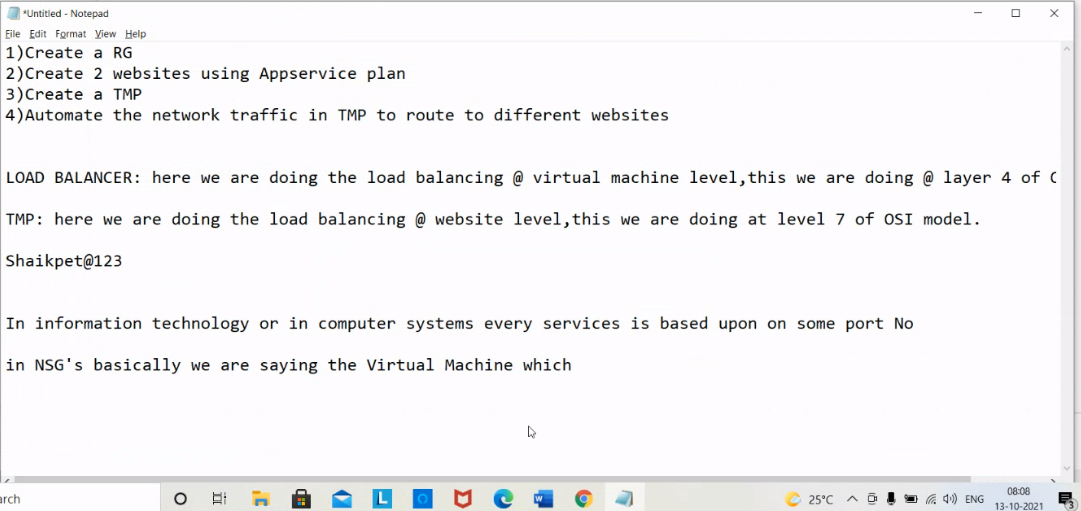 *Untitled - Notepad
File Edit Format View Help
1)Create a RG
2)Create 2 websites using Appservice plan
3)Create a TMP
4)Automate the network traffic in TMP to route to different websites
LOAD BALANCER: here we are doing the load balancing @ virtual machine level,this we are doing @ layer 4 of
TMP: here we are doing the load balancing @ website level,this we are doing at level 7 of OSI model.
Shaikpet@123
In information technology or in computer systems every services is based upon on some port No
in NSG's basically we are saying the Virtual Machine which
arch L W 25°C ENG 08:08
13-10-2021 3